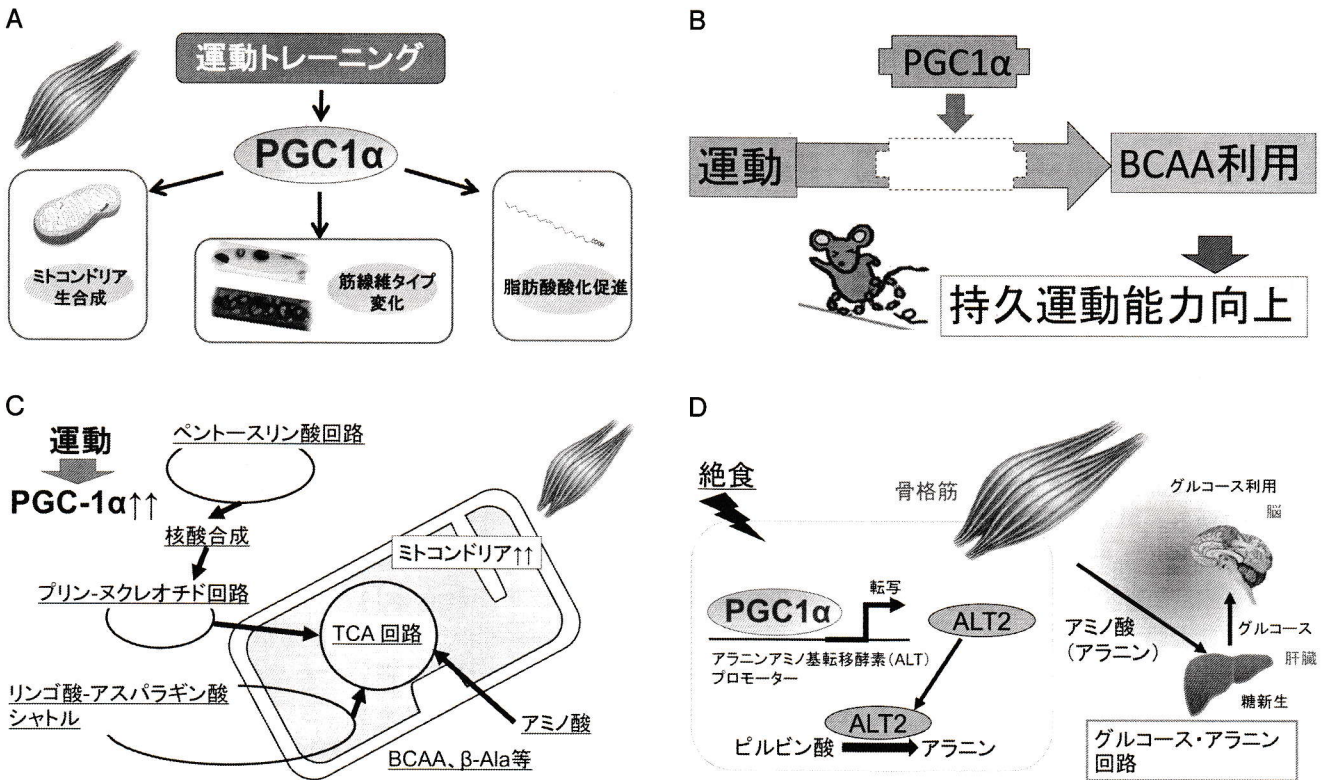 A
運動トレーニング
PGC1α
ミトコンドリア
生合成
筋線維タイプ
変化
脂肪酸酸化促進
B
PGC1α
運動
BCAA利用
持久運動能力向上
C
運動
PGC-1α↑↑
ペントースリン酸回路
核酸合成
プリン-ヌクレオチド回路
ミトコンドリア↑↑
TCA 回路
リンゴ酸-アスパラギン酸
シャトル
アミノ酸
BCAA、β-Ala等
D
絶食
骨格筋
グルコース利用
脳
PGC1α
転写
ALT2
アラニンアミノ基転移酵素(ALT)
プロモーター
アミノ酸
(アラニン)
グルコース
肝臓
糖新生
ALT2
ピルビン酸
アラニン
グルコース・アラニン
回路